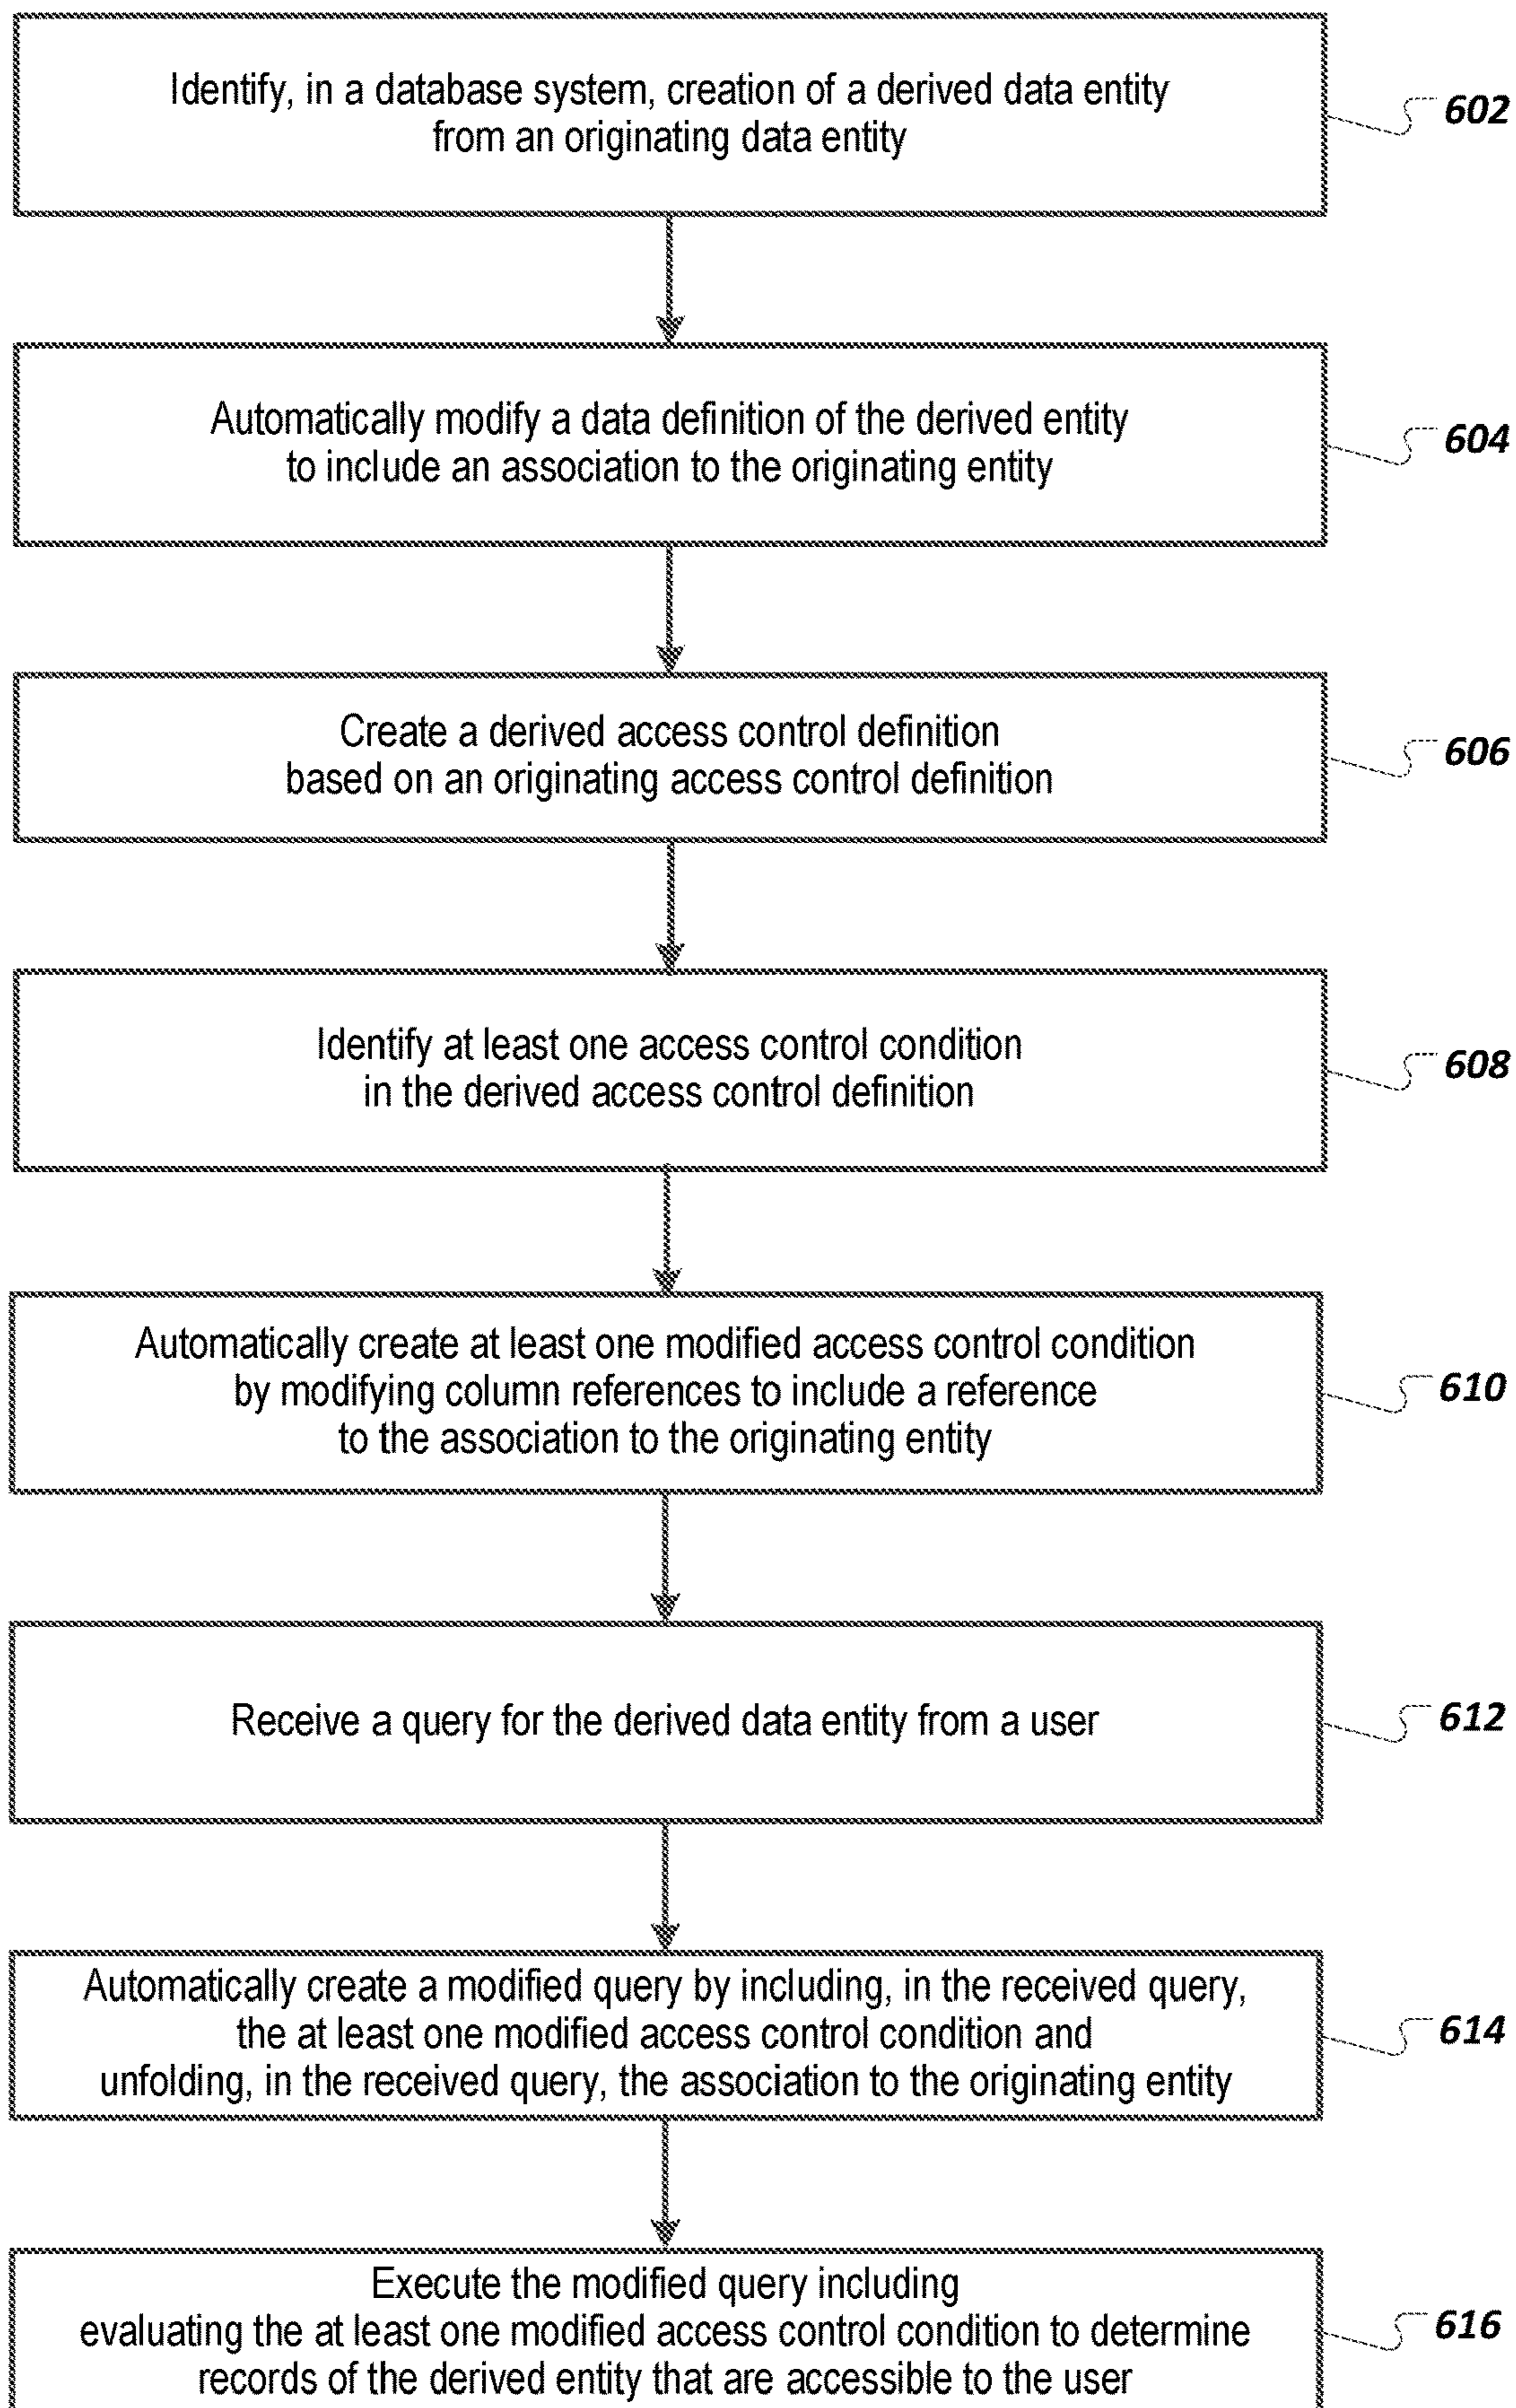 Identify, in a database system, creation of a derived data entity
from an originating data entity
602
Automatically modify a data definition of the derived entity
to include an association to the originating entity
604
Create a derived access control definition
based on an originating access control definition
606
Identify at least one access control condition
in the derived access control definition
608
Automatically create at least one modified access control condition
by modifying column references to include a reference
to the association to the originating entity
610
Receive a query for the derived data entity from a user
612
Automatically create a modified query by including, in the received query,
the at least one modified access control condition and
unfolding, in the received query, the association to the originating entity
614
Execute the modified query including
evaluating the at least one modified access control condition to determine
records of the derived entity that are accessible to the user
616